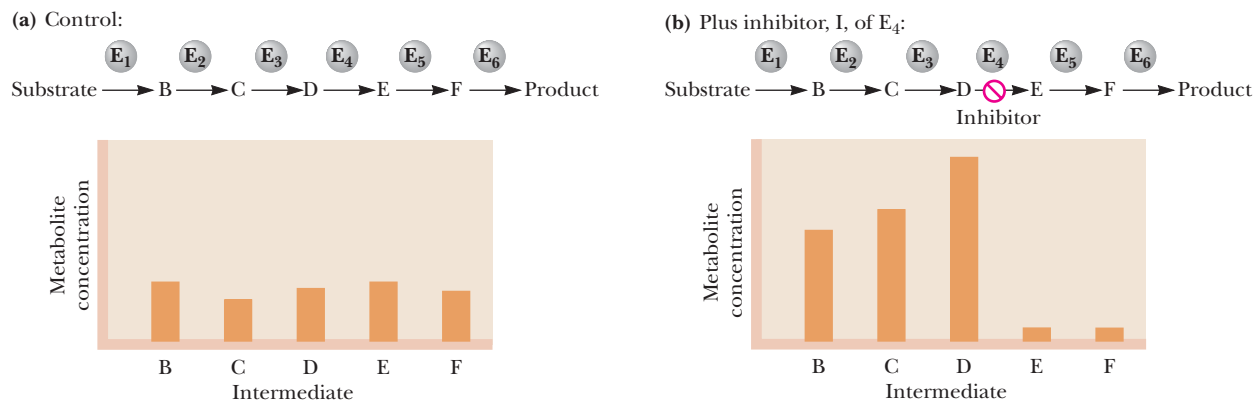 (a) Control:
E1 E2 E3 E4 E5 E6
Substrate B C D E F Product
Metabolite
concentration
B C D E F
Intermediate
(b) Plus inhibitor, I, of E4:
E1 E2 E3 E4 E5 E6
Substrate B C D E F Product
Inhibitor
Metabolite
concentration
B C D E F
Intermediate